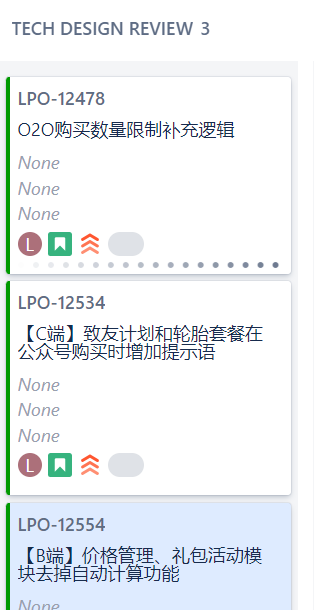 TECH DESIGN REVIEW 3
LPO-12478
O2O购买数量限制补充逻辑
None
None
None
L
LPO-12534
【C端】致友计划和轮胎套餐在
公众号购买时增加提示语
None
None
None
L
LPO-12554
【B端】价格管理、礼包活动模
块去掉自动计算功能
None